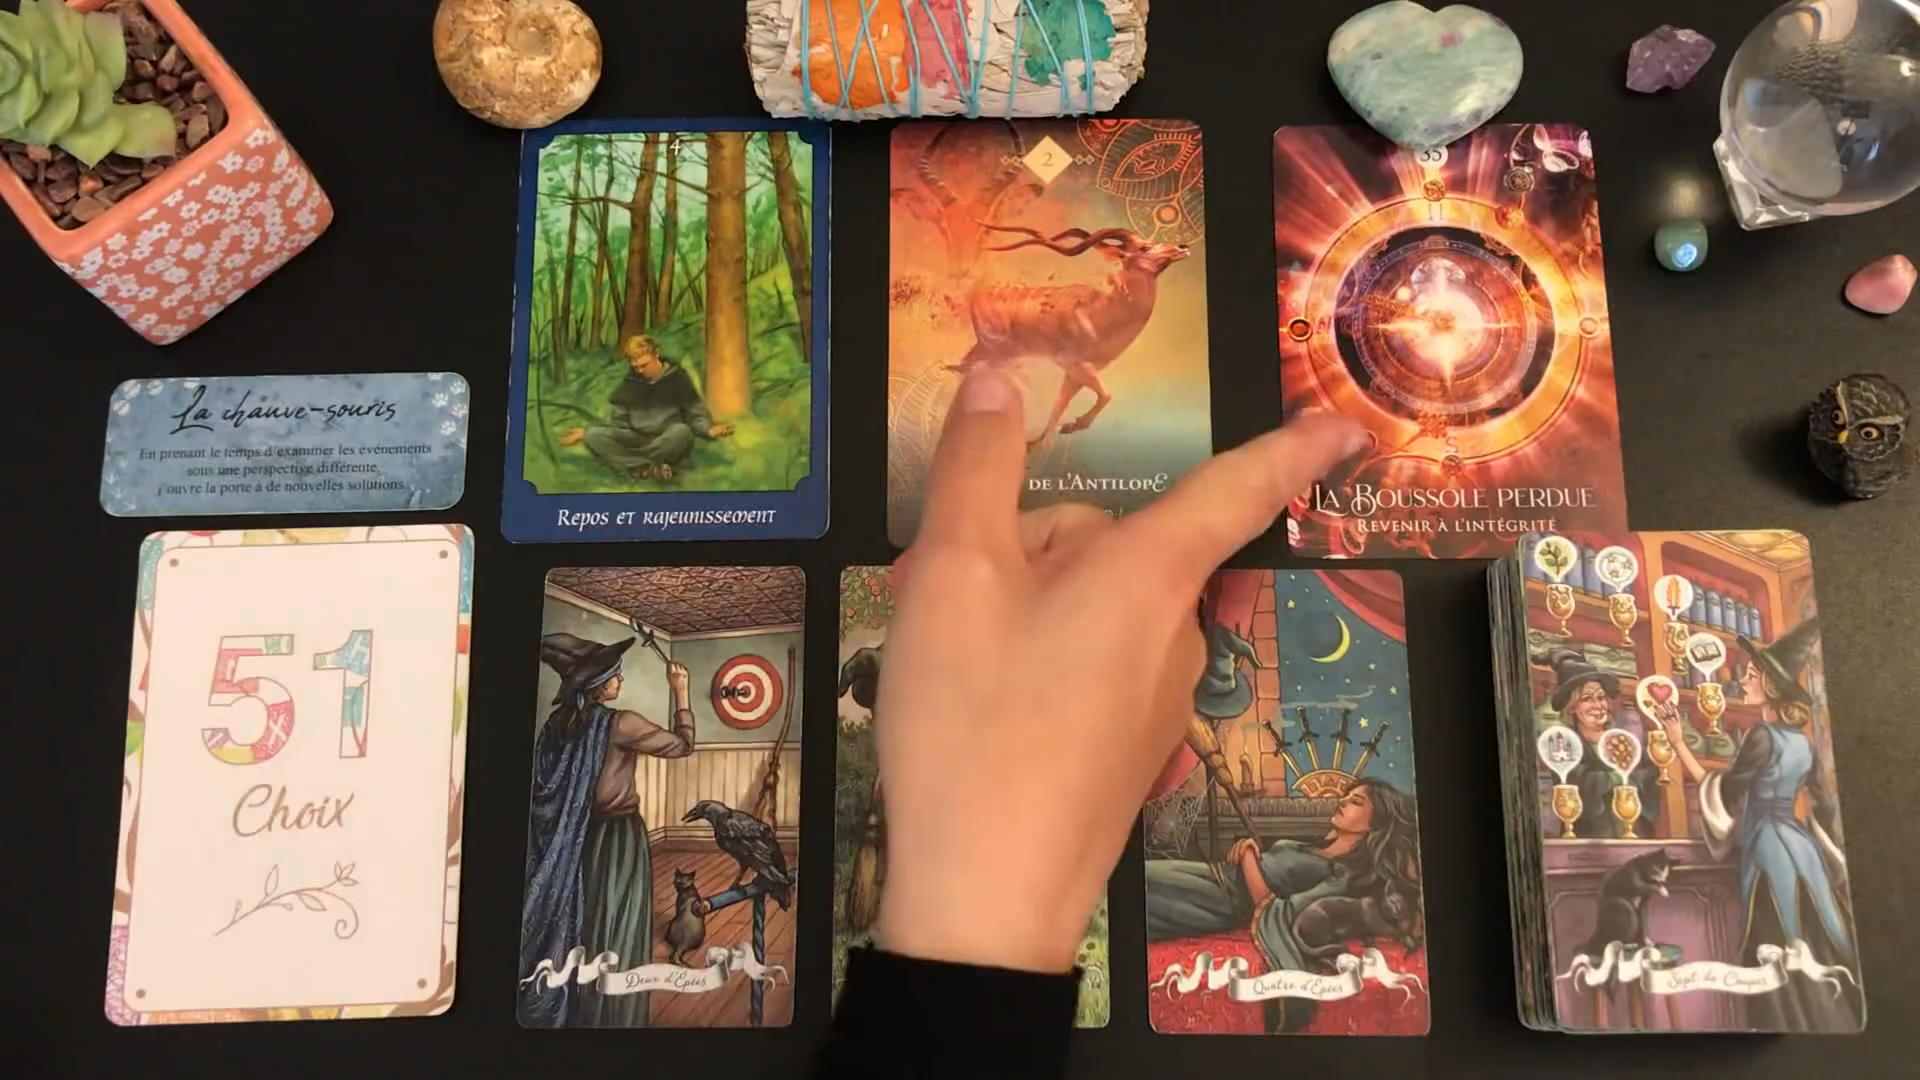 4
Repos et rajeunissement
2
DE L'ANTILOPE
35
LA BOUSSOLE PERDUE
REVENIR À L'INTÉGRITÉ
La chauve-souris
En prenant le temps d'examiner les événements
sous une perspective différente,
j'ouvre la porte à de nouvelles solutions.
51
Choix
Deux d'Épées
Quatre d'Épées
Sept de Coupes